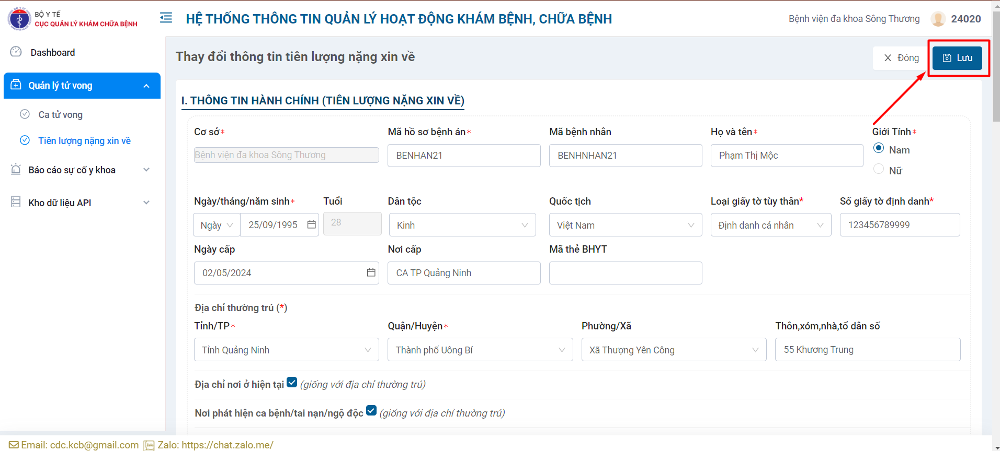 BỘ Y TẾ
CỤC QUẢN LÝ KHÁM CHỮA BỆNH
HỆ THỐNG THÔNG TIN QUẢN LÝ HOẠT ĐỘNG KHÁM BỆNH, CHỮA BỆNH
Bệnh viện đa khoa Sông Thương
24020
Dashboard
Quản lý tử vong
Ca tử vong
Tiên lượng nặng xin về
Báo cáo sự cố y khoa
Kho dữ liệu API
Thay đổi thông tin tiên lượng nặng xin về
Đóng
Lưu
I. THÔNG TIN HÀNH CHÍNH (TIÊN LƯỢNG NẶNG XIN VỀ)
Cơ sở* Mã hồ sơ bệnh án* Mã bệnh nhân Họ và tên* Giới Tính*
Bệnh viện đa khoa Sông Thương BENHAN21 BENHNHAN21 Phạm Thị Mộc Nam
Nữ
Ngày/tháng/năm sinh* Tuổi Dân tộc Quốc tịch Loại giấy tờ tùy thân* Số giấy tờ định danh*
Ngày 25/09/1995 28 Kinh Việt Nam Định danh cá nhân 123456789999
Ngày cấp Nơi cấp Mã thẻ BHYT
02/05/2024 CA TP Quảng Ninh
Địa chỉ thường trú (*)
Tỉnh/TP* Quận/Huyện* Phường/Xã Thôn,xóm,nhà,tổ dân số
Tỉnh Quảng Ninh Thành phố Uông Bí Xã Thượng Yên Công 55 Khương Trung
Địa chỉ nơi ở hiện tại (giống với địa chỉ thường trú)
Nơi phát hiện ca bệnh/tai nạn/ngộ độc (giống với địa chỉ thường trú)
Email: cdc.kcb@gmail.com Zalo: https://chat.zalo.me/